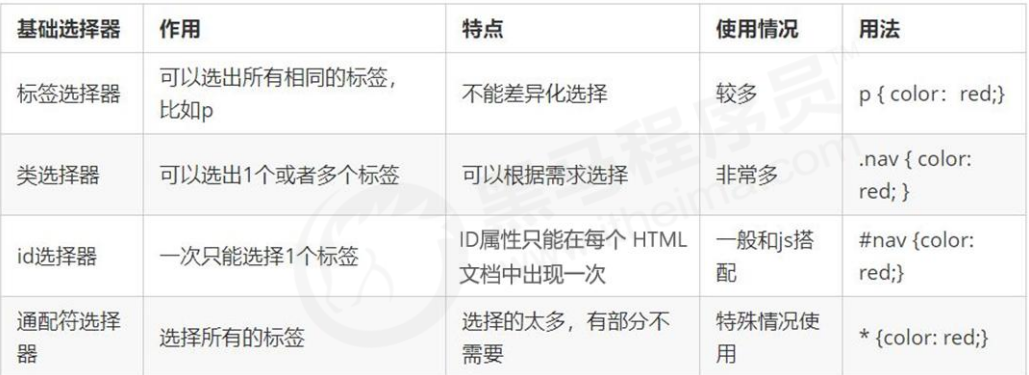 基础选择器 作用 特点 使用情况 用法
标签选择器 可以选出所有相同的标签，比如p 不能差异化选择 较多 p { color：red;}
类选择器 可以选出1个或者多个标签 可以根据需求选择 非常多 .nav { color: red; }
id选择器 一次只能选择1个标签 ID属性只能在每个 HTML 文档中出现一次 一般和js搭配 #nav {color: red;}
通配符选择器 选择所有的标签 选择的太多，有部分不需要 特殊情况使用 * {color: red;}
黑马程序员™
www.itheima.com